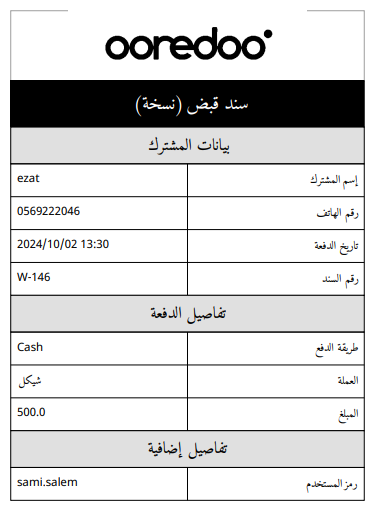 ooredoo
سند قبض (نسخة)
بيانات المشترك
إسم المشترك ezat
رقم الهاتف 0569222046
تاريخ الدفعة 2024/10/02 13:30
رقم السند W-146
تفاصيل الدفعة
طريقة الدفع Cash
العملة شيكل
المبلغ 500.0
تفاصيل إضافية
رمز المستخدم sami.salem